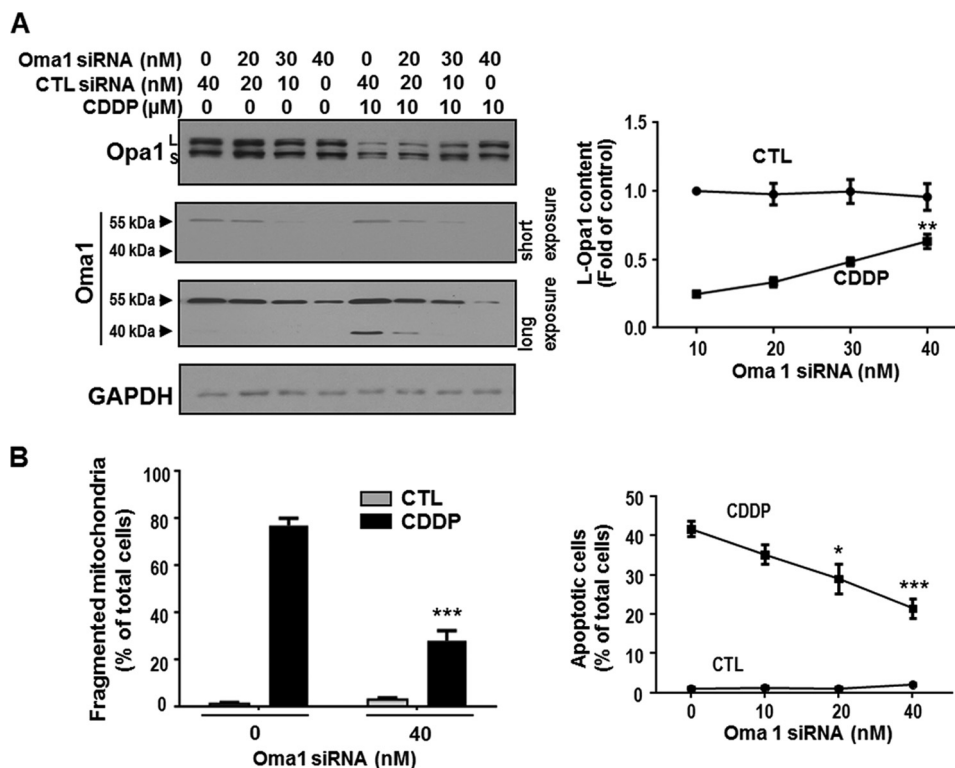 A
Oma1 siRNA (nM) 0 20 30 40 0 20 30 40
CTL siRNA (nM) 40 20 10 0 40 20 10 0
CDDP (µM) 0 0 0 0 10 10 10 10
Opa1
L
S
Oma1
55 kDa
40 kDa
short
exposure
55 kDa
40 kDa
long
exposure
GAPDH
L-Opa1 content
(Fold of control)
1.5
1.0
0.5
0.0
CTL
**
CDDP
10 20 30 40
Oma 1 siRNA (nM)
B
Fragmented mitochondria
(% of total cells)
100
80
60
40
20
0
CTL
CDDP
***
0 40
Oma1 siRNA (nM)
Apoptotic cells
(% of total cells)
50
40
30
20
10
0
CDDP
*
***
CTL
0 10 20 40
Oma 1 siRNA (nM)